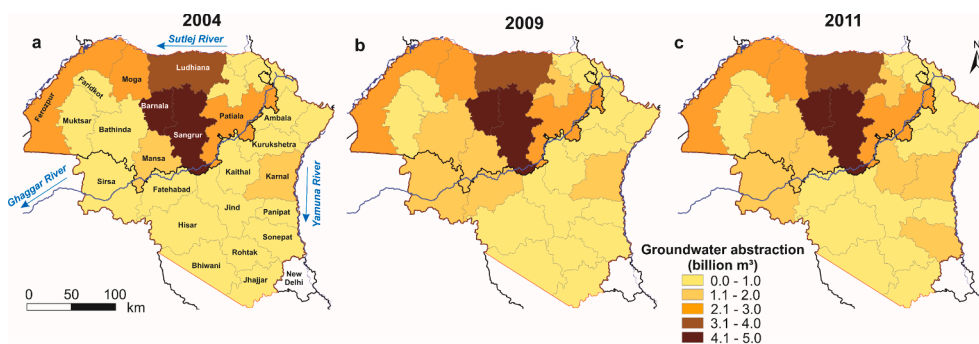 2004
2009
2011
a
b
c
Sutlej River
N
Ludhiana
Moga
Ferozpur
Faridkot
Barnala
Patiala
Muktsar
Ambala
Bathinda
Sangrur
Kurukshetra
Mansa
Kaithal
Karnal
Sirsa
Fatehabad
Ghaggar River
Yamuna River
Jind
Panipat
Hisar
Sonepat
Rohtak
Bhiwani
New
Delhi
Jhajjar
0 50 100
km
Groundwater abstraction
(billion m³)
0.0 - 1.0
1.1 - 2.0
2.1 - 3.0
3.1 - 4.0
4.1 - 5.0